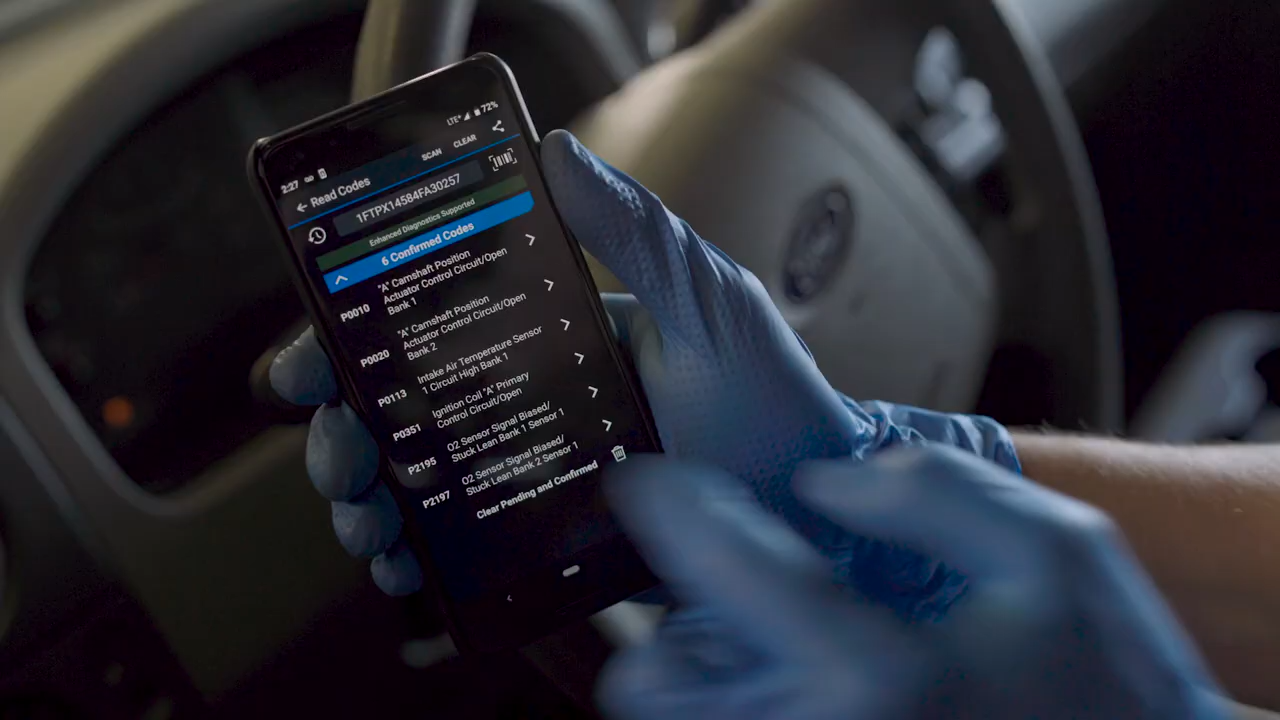 2:27 LTE+ 72%
Read Codes SCAN CLEAR
1FTPX14584FA30257
Enhanced Diagnostics Supported
6 Confirmed Codes
P0010 "A" Camshaft Position
Actuator Control Circuit/Open
Bank 1
P0020 "A" Camshaft Position
Actuator Control Circuit/Open
Bank 2
P0113 Intake Air Temperature Sensor
1 Circuit High Bank 1
P0351 Ignition Coil "A" Primary
Control Circuit/Open
P2195 O2 Sensor Signal Biased/
Stuck Lean Bank 1 Sensor 1
P2197 O2 Sensor Signal Biased/
Stuck Lean Bank 2 Sensor 1
Clear Pending and Confirmed